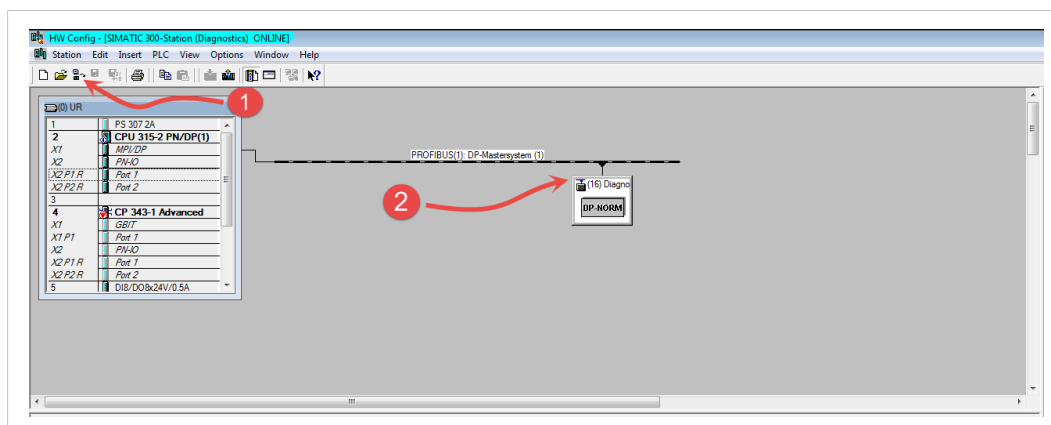 HW Config - [SIMATIC 300-Station (Diagnostics) ONLINE]
Station Edit Insert PLC View Options Window Help
1
(0) UR
1 PS 307 2A
2 CPU 315-2 PN/DP(1)
X1 MPI/DP
X2 PN-IO
X2 P1 R Port 1
X2 P2 R Port 2
3
4 CP 343-1 Advanced
X1 GBIT
X1 P1 Port 1
X2 PN-IO
X2 P1 R Port 1
X2 P2 R Port 2
5 DI8/DO8x24V/0.5A
PROFIBUS(1): DP-Mastersystem (1)
2
(16) Diagno
DP-NORM